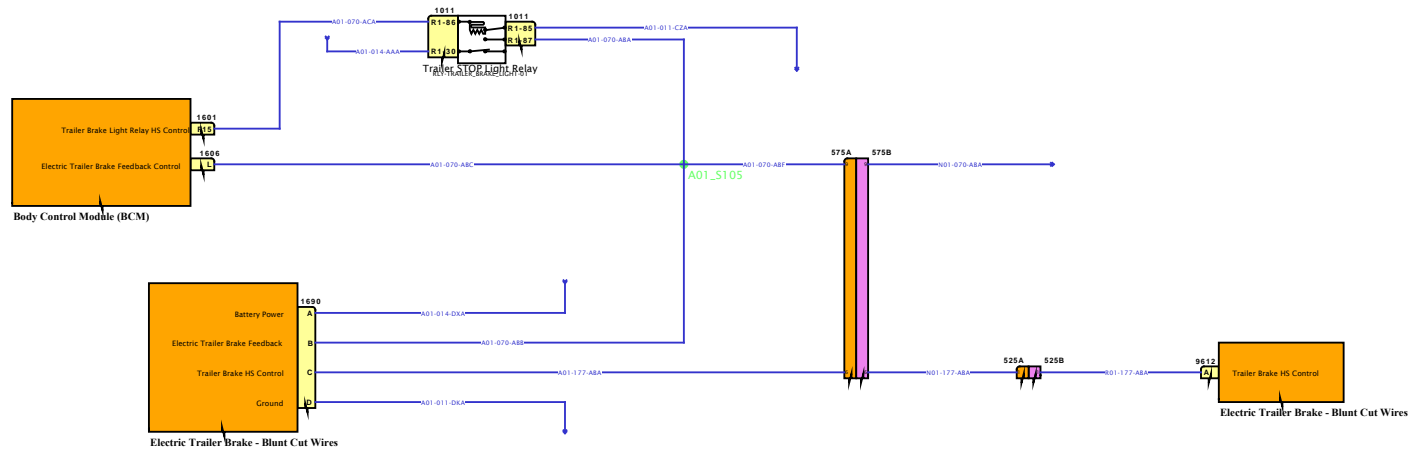 1011
1011
A01-070-ACA
R1-86
R1-85
A01-011-CZA
R1-87
A01-070-ABA
A01-014-AAA
R1-30
Trailer STOP Light Relay
RLY-TRAILER_BRAKE_LIGHT-01
1601
Trailer Brake Light Relay HS Control
R15
1606
Electric Trailer Brake Feedback Control
L
A01-070-ABC
A01-070-ABF
575A
575B
N01-070-ABA
A01_S105
Body Control Module (BCM)
1690
Battery Power
A
A01-014-DXA
Electric Trailer Brake Feedback
B
A01-070-ABB
Trailer Brake HS Control
C
A01-177-ABA
N01-177-ABA
525A
525B
R01-177-ABA
9612
A
Trailer Brake HS Control
Ground
D
A01-011-DKA
Electric Trailer Brake - Blunt Cut Wires
Electric Trailer Brake - Blunt Cut Wires